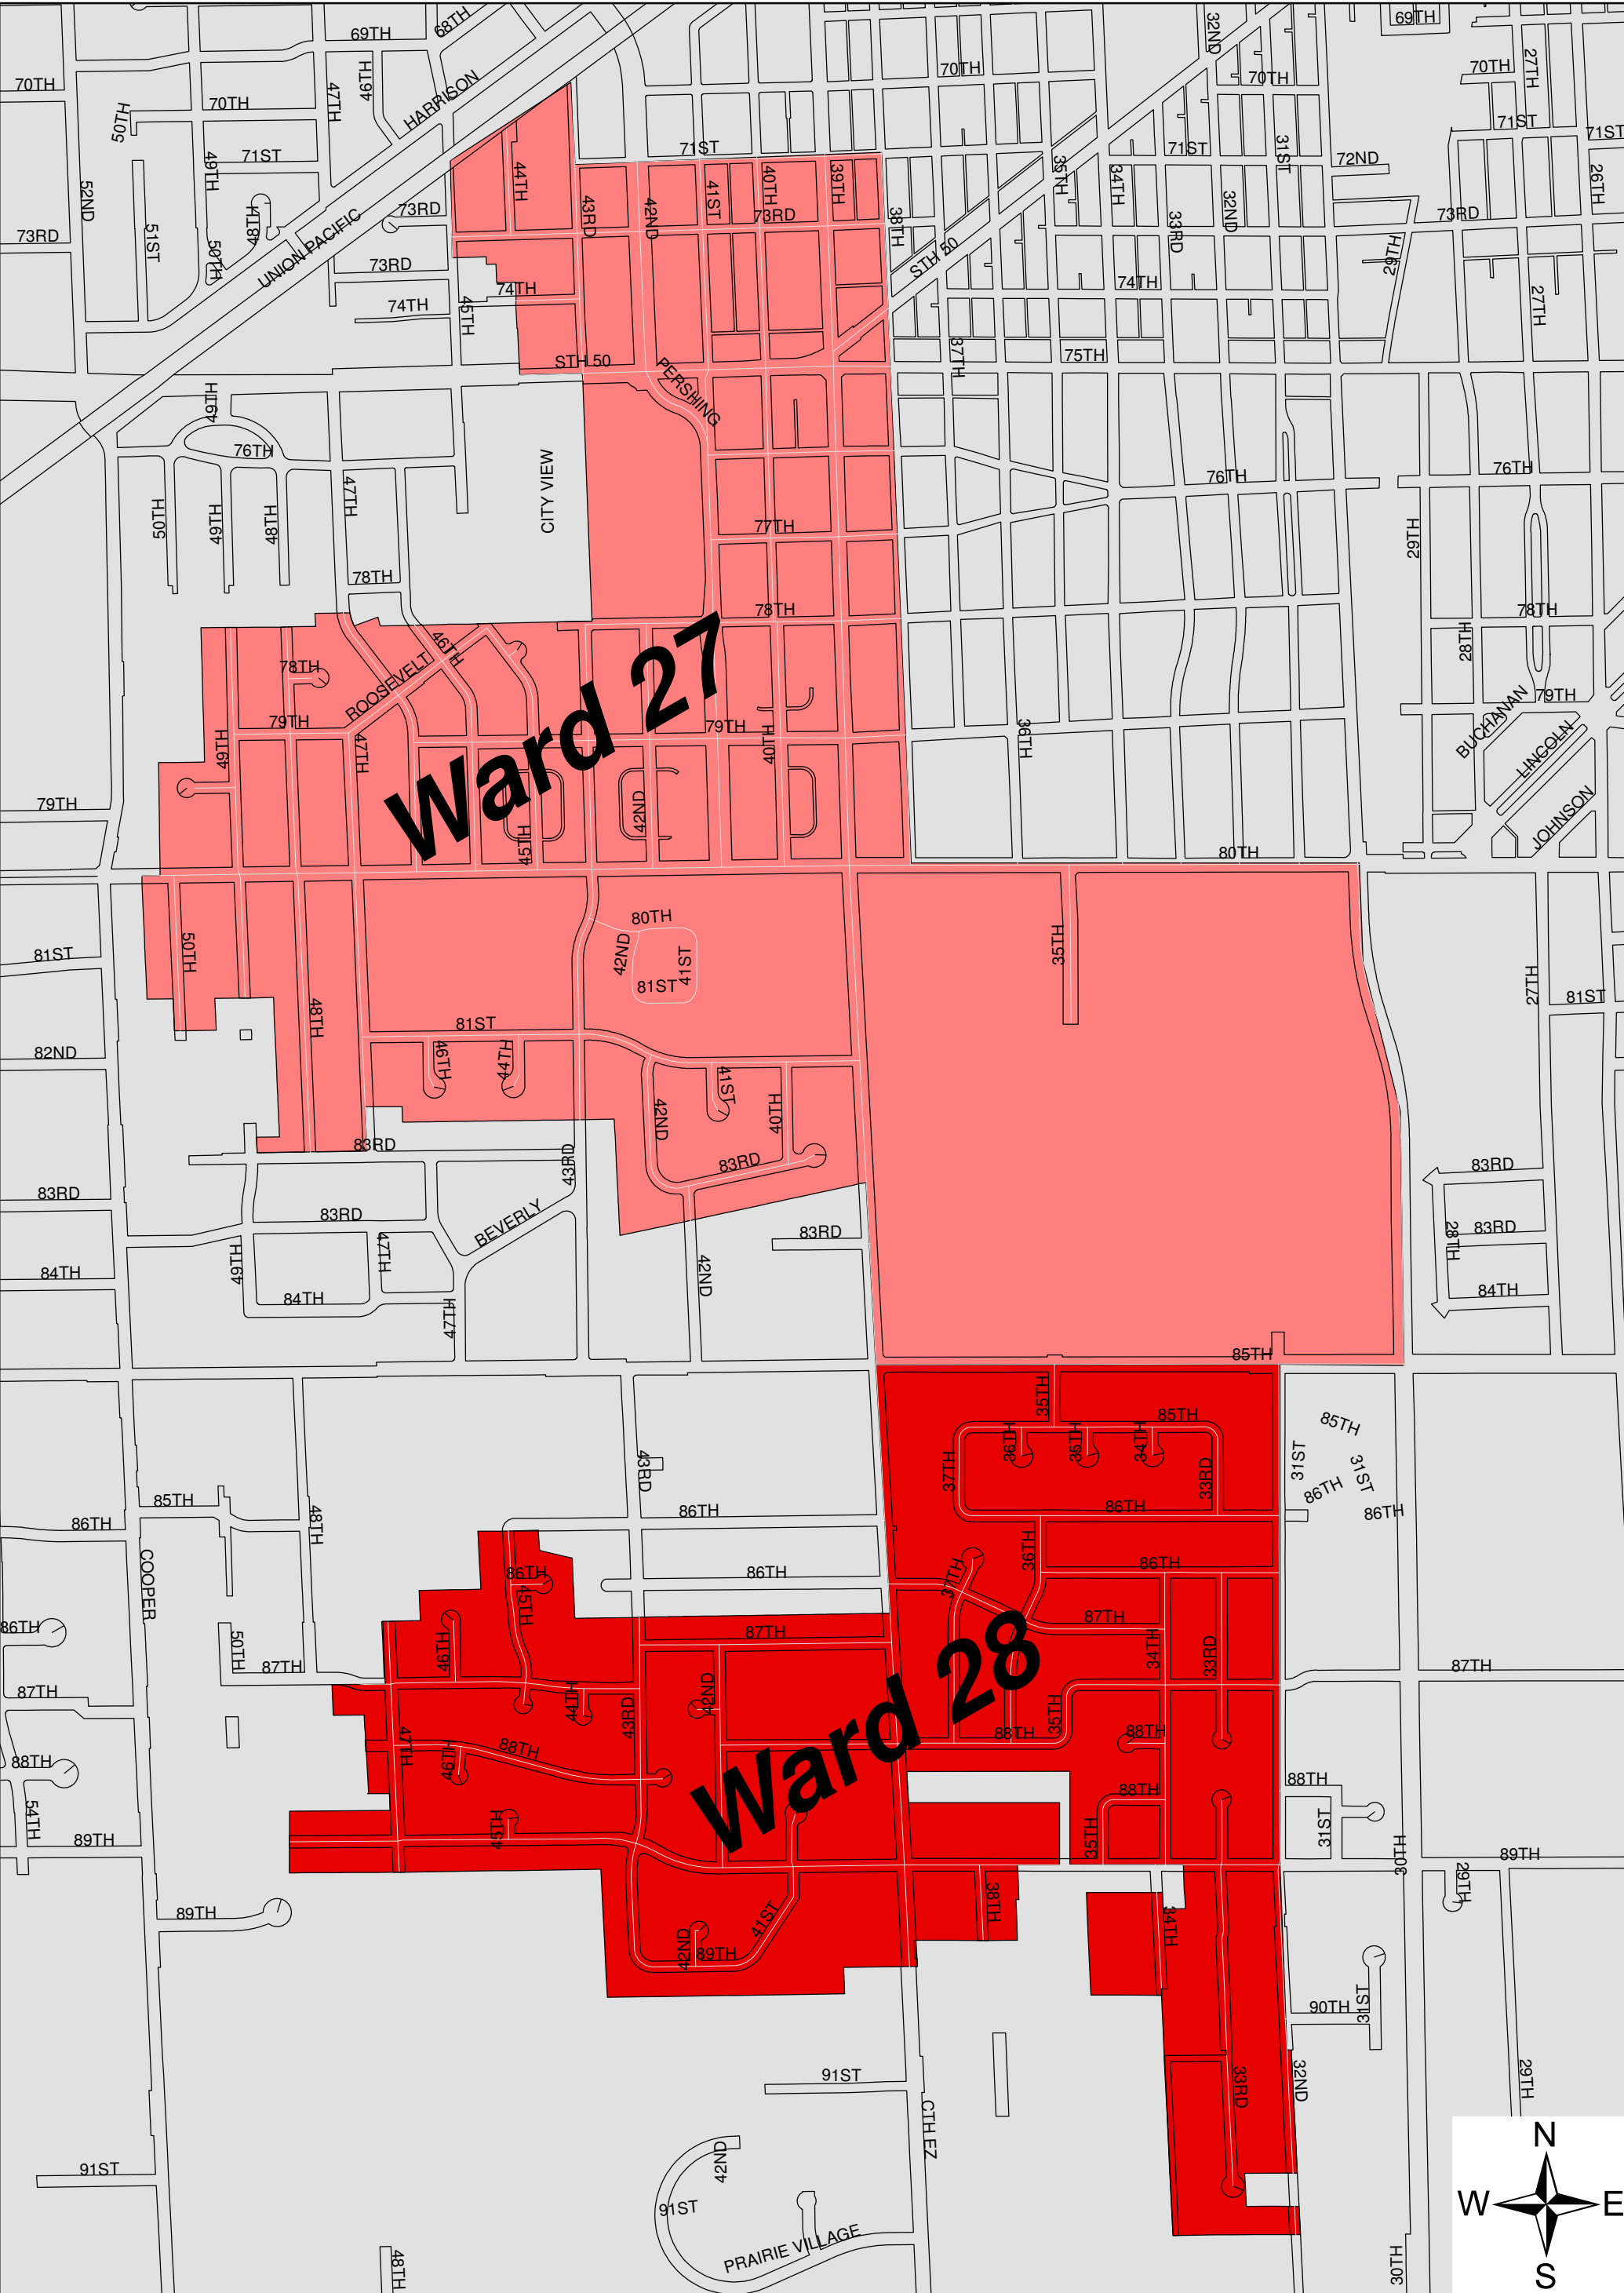 69TH
68TH
32ND
69TH
70TH
47TH
49TH
HARRISON
70TH
70TH
70TH
27TH
50TH
70TH
71ST
71ST
71ST
71ST
49TH
71ST
44TH
41ST
40TH
39TH
35TH
34TH
31ST
72ND
26TH
52ND
48TH
73RD
43RD
42ND
73RD
38TH
33RD
32ND
73RD
73RD
51ST
50TH
UNION PACIFIC
73RD
STH 50
29TH
74TH
45TH
74TH
74TH
27TH
STH 50
PERSHING
37TH
75TH
49TH
76TH
76TH
76TH
50TH
49TH
48TH
47TH
CITY VIEW
77TH
29TH
78TH
78TH
78TH
28TH
78TH
ROOSEVELT
46TH
Ward 27
79TH
BUCHANAN
LINCOLN
JOHNSON
49TH
79TH
47TH
79TH
40TH
36TH
79TH
45TH
42ND
80TH
81ST
50TH
48TH
80TH
42ND
41ST
81ST
35TH
27TH
81ST
82ND
81ST
46TH
44TH
41ST
42ND
40TH
83RD
83RD
43RD
83RD
83RD
83RD
BEVERLY
83RD
28TH
83RD
84TH
49TH
47TH
84TH
47TH
42ND
84TH
85TH
35TH
85TH
85TH
37TH
36TH
35TH
34TH
33RD
31ST
31ST
86TH
86TH
43RD
85TH
86TH
48TH
86TH
86TH
COOPER
86TH
45TH
86TH
37TH
36TH
86TH
86TH
50TH
87TH
46TH
87TH
87TH
34TH
33RD
87TH
87TH
44TH
43RD
42ND
Ward 28
35TH
88TH
88TH
88TH
54TH
47TH
46TH
88TH
88TH
88TH
31ST
89TH
45TH
35TH
30TH
89TH
29TH
89TH
42ND
89TH
41ST
38TH
34TH
90TH
31ST
91ST
33RD
32ND
29TH
CTH EZ
91ST
42ND
91ST
PRAIRIE VILLAGE
48TH
30TH
N
W
E
S